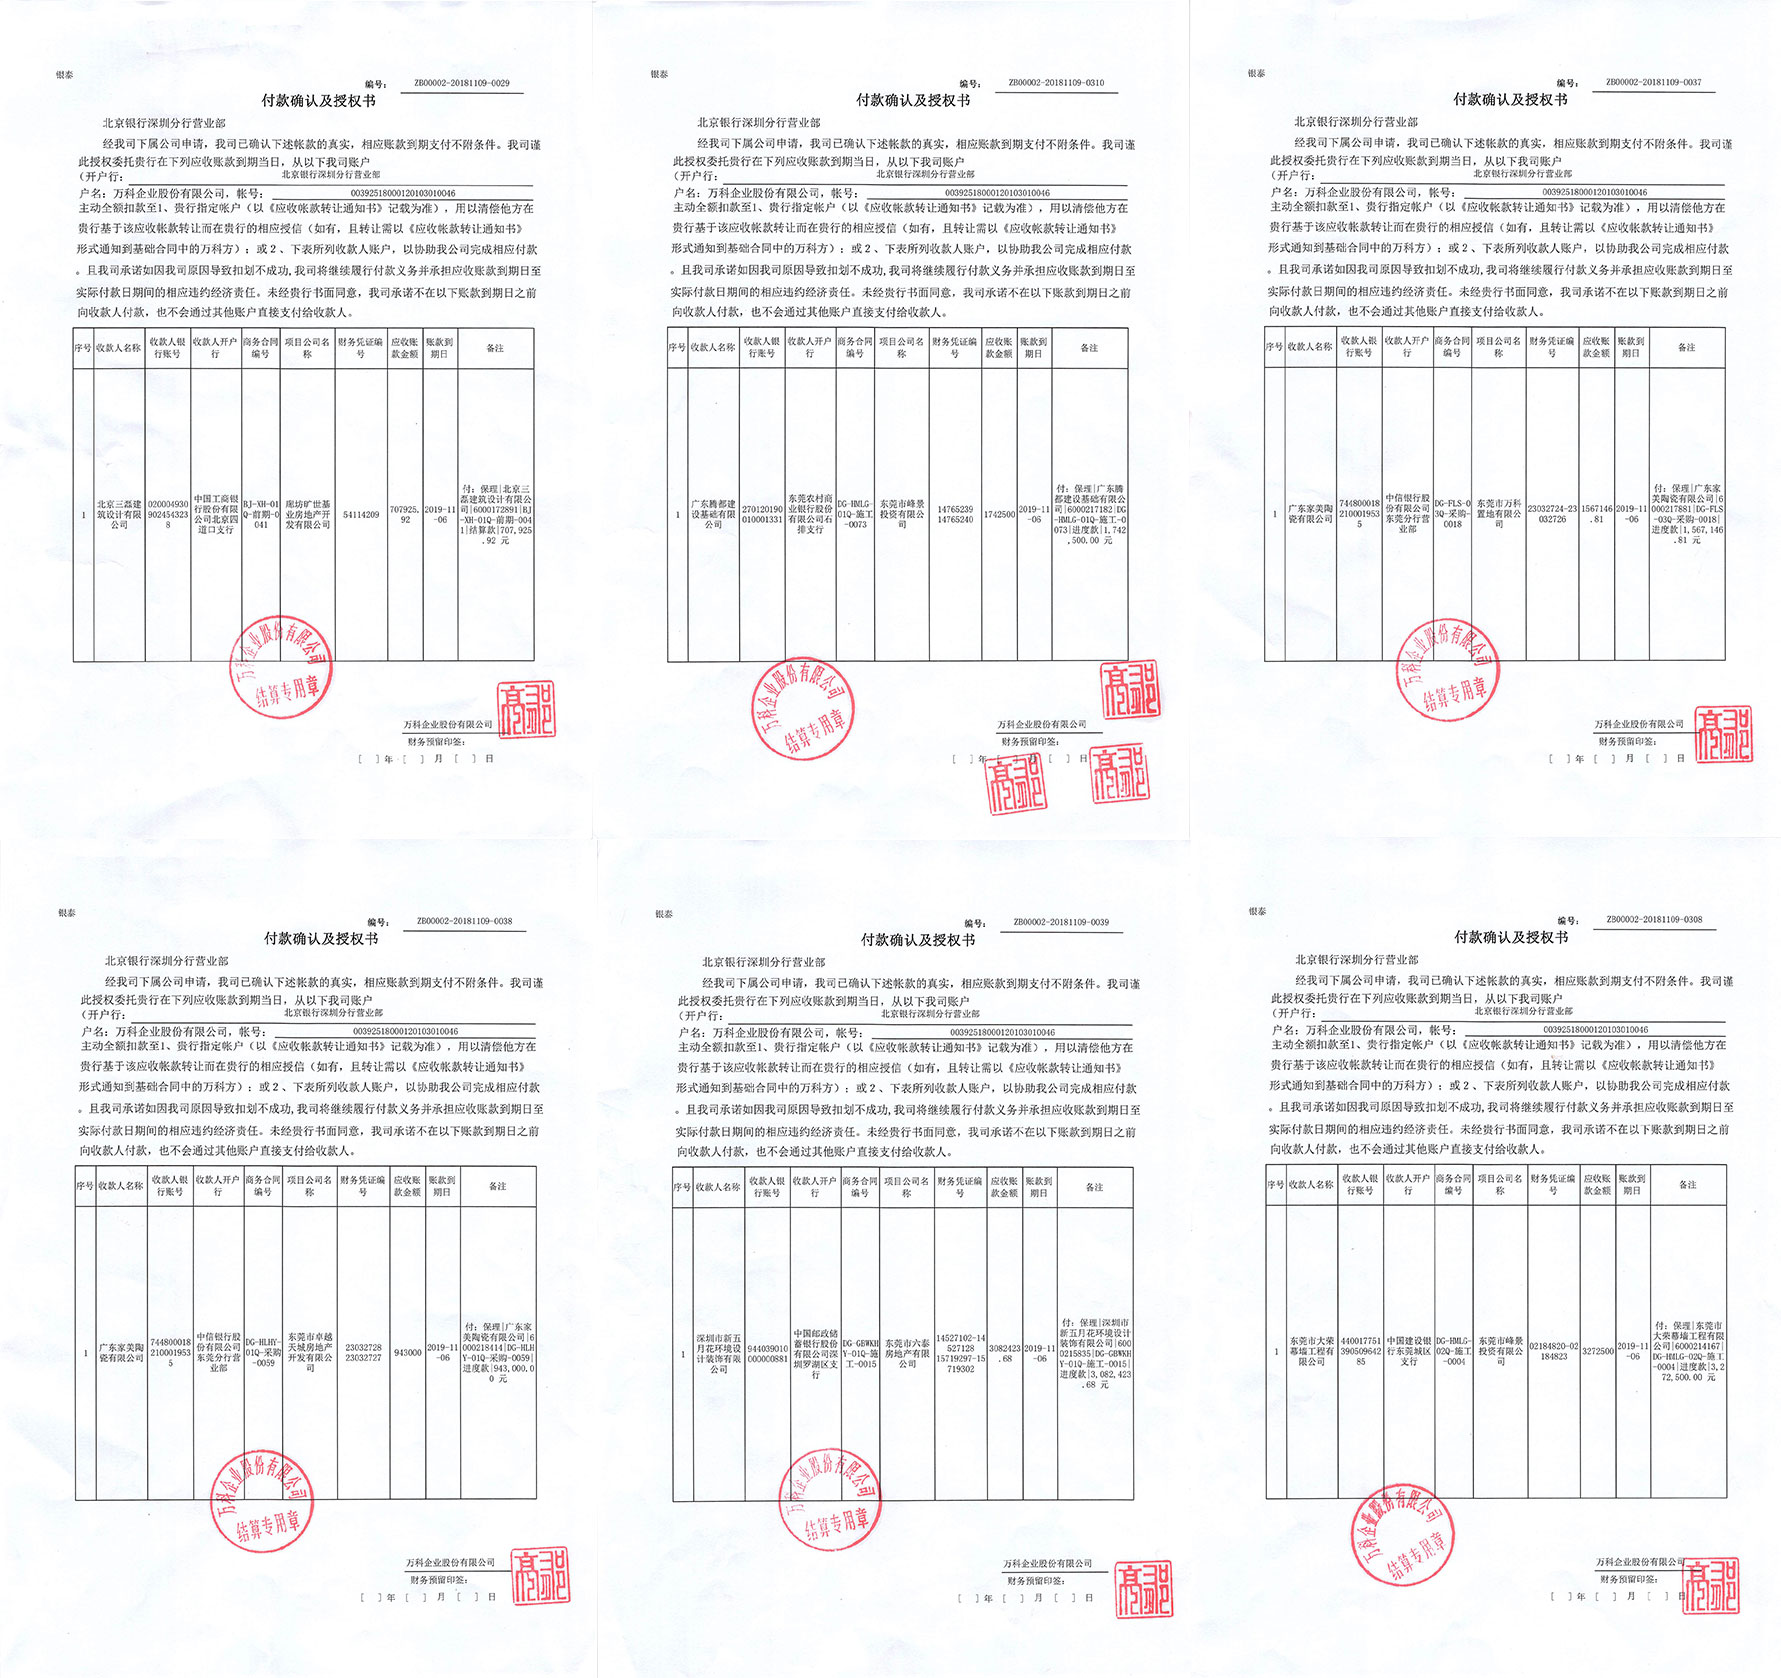 银泰
编号： ZB00002-20181109-0029
付款确认及授权书
北京银行深圳分行营业部
经我司下属公司申请，我司已确认下述帐款的真实，相应账款到期支付不附条件。我司谨
此授权委托贵行在下列应收账款到期当日，从以下我司账户
（开户行： 北京银行深圳分行营业部
户名：万科企业股份有限公司，帐号： 00392518000120103010046
主动全额扣款至1、贵行指定帐户（以《应收帐款转让通知书》记载为准），用以清偿他方在
贵行基于该应收帐款转让而在贵行的相应授信（如有，且转让需以《应收帐款转让通知书》
形式通知到基础合同中的万科方）；或2、下表所列收款人账户，以协助我公司完成相应付款
。且我司承诺如因我司原因导致扣划不成功，我司将继续履行付款义务并承担应收账款到期日至
实际付款日期间的相应违约经济责任。未经贵行书面同意，我司承诺不在以下账款到期日之前
向收款人付款，也不会通过其他账户直接支付给收款人。
序号 收款人名称 收款人银行账号 收款人开户行 商务合同编号 项目公司名称 财务凭证编号 应收账款金额 账款到期日 备注
1 北京三磊建筑设计有限公司 0200049309024543238 中国工商银行股份有限公司北京四道口支行 BJ-XH-01Q-前期-0041 廊坊旷世基业房地产开发有限公司 54114209 707925.92 2019-11-06 付：保理|北京三磊建筑设计有限公司|6000172891|BJ-XH-01Q-前期-0041|结算款|707,925.92 元
万科企业股份有限公司
结算专用章
万科企业股份有限公司
财务预留印签：
[ ]年[ ]月[ ]日
银泰
编号： ZB00002-20181109-0310
付款确认及授权书
北京银行深圳分行营业部
经我司下属公司申请，我司已确认下述帐款的真实，相应账款到期支付不附条件。我司谨
此授权委托贵行在下列应收账款到期当日，从以下我司账户
（开户行： 北京银行深圳分行营业部
户名：万科企业股份有限公司，帐号： 00392518000120103010046
主动全额扣款至1、贵行指定帐户（以《应收帐款转让通知书》记载为准），用以清偿他方在
贵行基于该应收帐款转让而在贵行的相应授信（如有，且转让需以《应收帐款转让通知书》
形式通知到基础合同中的万科方）；或2、下表所列收款人账户，以协助我公司完成相应付款
。且我司承诺如因我司原因导致扣划不成功，我司将继续履行付款义务并承担应收账款到期日至
实际付款日期间的相应违约经济责任。未经贵行书面同意，我司承诺不在以下账款到期日之前
向收款人付款，也不会通过其他账户直接支付给收款人。
序号 收款人名称 收款人银行账号 收款人开户行 商务合同编号 项目公司名称 财务凭证编号 应收账款金额 账款到期日 备注
1 广东腾都建设基础有限公司 270120190010001331 东莞农村商业银行股份有限公司石排支行 DG-HMLG-01Q-施工-0073 东莞市峰景投资有限公司 14765239 14765240 1742500 2019-11-06 付：保理|广东腾都建设基础有限公司|6000217182|DG-HMLG-01Q-施工-0073|进度款|1,742,500.00 元
万科企业股份有限公司
结算专用章
万科企业股份有限公司
财务预留印签：
[ ]年[ ]月[ ]日
银泰
编号： ZB00002-20181109-0037
付款确认及授权书
北京银行深圳分行营业部
经我司下属公司申请，我司已确认下述帐款的真实，相应账款到期支付不附条件。我司谨
此授权委托贵行在下列应收账款到期当日，从以下我司账户
（开户行： 北京银行深圳分行营业部
户名：万科企业股份有限公司，帐号： 00392518000120103010046
主动全额扣款至1、贵行指定帐户（以《应收帐款转让通知书》记载为准），用以清偿他方在
贵行基于该应收帐款转让而在贵行的相应授信（如有，且转让需以《应收帐款转让通知书》
形式通知到基础合同中的万科方）；或2、下表所列收款人账户，以协助我公司完成相应付款
。且我司承诺如因我司原因导致扣划不成功，我司将继续履行付款义务并承担应收账款到期日至
实际付款日期间的相应违约经济责任。未经贵行书面同意，我司承诺不在以下账款到期日之前
向收款人付款，也不会通过其他账户直接支付给收款人。
序号 收款人名称 收款人银行账号 收款人开户行 商务合同编号 项目公司名称 财务凭证编号 应收账款金额 账款到期日 备注
1 广东家美陶瓷有限公司 7448000182100019535 中信银行股份有限公司东莞分行营业部 DG-FLS-03Q-采购-0018 东莞市万科置地有限公司 23032724-23032726 1567146.81 2019-11-06 付：保理|广东家美陶瓷有限公司|6000217881|DG-FLS-03Q-采购-0018|进度款|1,567,146.81 元
万科企业股份有限公司
结算专用章
万科企业股份有限公司
财务预留印签：
[ ]年[ ]月[ ]日
银泰
编号： ZB00002-20181109-0038
付款确认及授权书
北京银行深圳分行营业部
经我司下属公司申请，我司已确认下述帐款的真实，相应账款到期支付不附条件。我司谨
此授权委托贵行在下列应收账款到期当日，从以下我司账户
（开户行： 北京银行深圳分行营业部
户名：万科企业股份有限公司，帐号： 00392518000120103010046
主动全额扣款至1、贵行指定帐户（以《应收帐款转让通知书》记载为准），用以清偿他方在
贵行基于该应收帐款转让而在贵行的相应授信（如有，且转让需以《应收帐款转让通知书》
形式通知到基础合同中的万科方）；或2、下表所列收款人账户，以协助我公司完成相应付款
。且我司承诺如因我司原因导致扣划不成功，我司将继续履行付款义务并承担应收账款到期日至
实际付款日期间的相应违约经济责任。未经贵行书面同意，我司承诺不在以下账款到期日之前
向收款人付款，也不会通过其他账户直接支付给收款人。
序号 收款人名称 收款人银行账号 收款人开户行 商务合同编号 项目公司名称 财务凭证编号 应收账款金额 账款到期日 备注
1 广东家美陶瓷有限公司 7448000182100019535 中信银行股份有限公司东莞分行营业部 DG-HLHY-01Q-采购-0059 东莞市卓越天城房地产开发有限公司 23032728 23032727 943000 2019-11-06 付：保理|广东家美陶瓷有限公司|6000218414|DG-HLHY-01Q-采购-0059|进度款|943,000.00 元
万科企业股份有限公司
结算专用章
万科企业股份有限公司
财务预留印签：
[ ]年[ ]月[ ]日
银泰
编号： ZB00002-20181109-0039
付款确认及授权书
北京银行深圳分行营业部
经我司下属公司申请，我司已确认下述帐款的真实，相应账款到期支付不附条件。我司谨
此授权委托贵行在下列应收账款到期当日，从以下我司账户
（开户行： 北京银行深圳分行营业部
户名：万科企业股份有限公司，帐号： 00392518000120103010046
主动全额扣款至1、贵行指定帐户（以《应收帐款转让通知书》记载为准），用以清偿他方在
贵行基于该应收帐款转让而在贵行的相应授信（如有，且转让需以《应收帐款转让通知书》
形式通知到基础合同中的万科方）；或2、下表所列收款人账户，以协助我公司完成相应付款
。且我司承诺如因我司原因导致扣划不成功，我司将继续履行付款义务并承担应收账款到期日至
实际付款日期间的相应违约经济责任。未经贵行书面同意，我司承诺不在以下账款到期日之前
向收款人付款，也不会通过其他账户直接支付给收款人。
序号 收款人名称 收款人银行账号 收款人开户行 商务合同编号 项目公司名称 财务凭证编号 应收账款金额 账款到期日 备注
1 深圳市新五月花环境设计装饰有限公司 944039010000000881 中国邮政储蓄银行股份有限公司深圳罗湖区支行 DG-GBWKHY-01Q-施工-0015 东莞市六泰房地产有限公司 14527102-14527128 15719297-15719302 3082423.68 2019-11-06 付：保理|深圳市新五月花环境设计装饰有限公司|6000215835|DG-GBWKHY-01Q-施工-0015|进度款|3,082,423.68 元
万科企业股份有限公司
结算专用章
万科企业股份有限公司
财务预留印签：
[ ]年[ ]月[ ]日
银泰
编号： ZB00002-20181109-0308
付款确认及授权书
北京银行深圳分行营业部
经我司下属公司申请，我司已确认下述帐款的真实，相应账款到期支付不附条件。我司谨
此授权委托贵行在下列应收账款到期当日，从以下我司账户
（开户行： 北京银行深圳分行营业部
户名：万科企业股份有限公司，帐号： 00392518000120103010046
主动全额扣款至1、贵行指定帐户（以《应收帐款转让通知书》记载为准），用以清偿他方在
贵行基于该应收帐款转让而在贵行的相应授信（如有，且转让需以《应收帐款转让通知书》
形式通知到基础合同中的万科方）；或2、下表所列收款人账户，以协助我公司完成相应付款
。且我司承诺如因我司原因导致扣划不成功，我司将继续履行付款义务并承担应收账款到期日至
实际付款日期间的相应违约经济责任。未经贵行书面同意，我司承诺不在以下账款到期日之前
向收款人付款，也不会通过其他账户直接支付给收款人。
序号 收款人名称 收款人银行账号 收款人开户行 商务合同编号 项目公司名称 财务凭证编号 应收账款金额 账款到期日 备注
1 东莞市大荣幕墙工程有限公司 44001775139050964285 中国建设银行东莞城区支行 DG-HMLG-02Q-施工-0004 东莞市峰景投资有限公司 02184820-02184823 3272500 2019-11-06 付：保理|东莞市大荣幕墙工程有限公司|6000214167|DG-HMLG-02Q-施工-0004|进度款|3,272,500.00 元
万科企业股份有限公司
结算专用章
万科企业股份有限公司
财务预留印签：
[ ]年[ ]月[ ]日